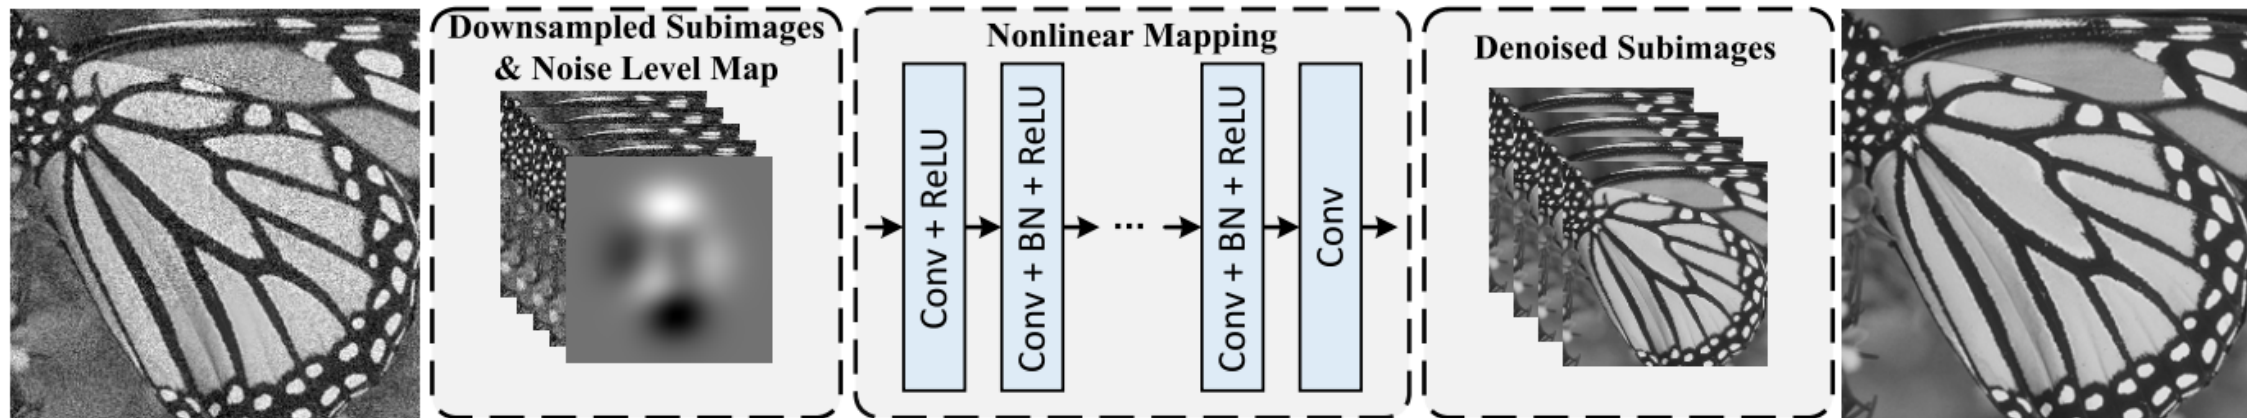 Downsampled Subimages
& Noise Level Map
Nonlinear Mapping
Conv + ReLU
Conv + BN + ReLU
...
Conv + BN + ReLU
Conv
Denoised Subimages